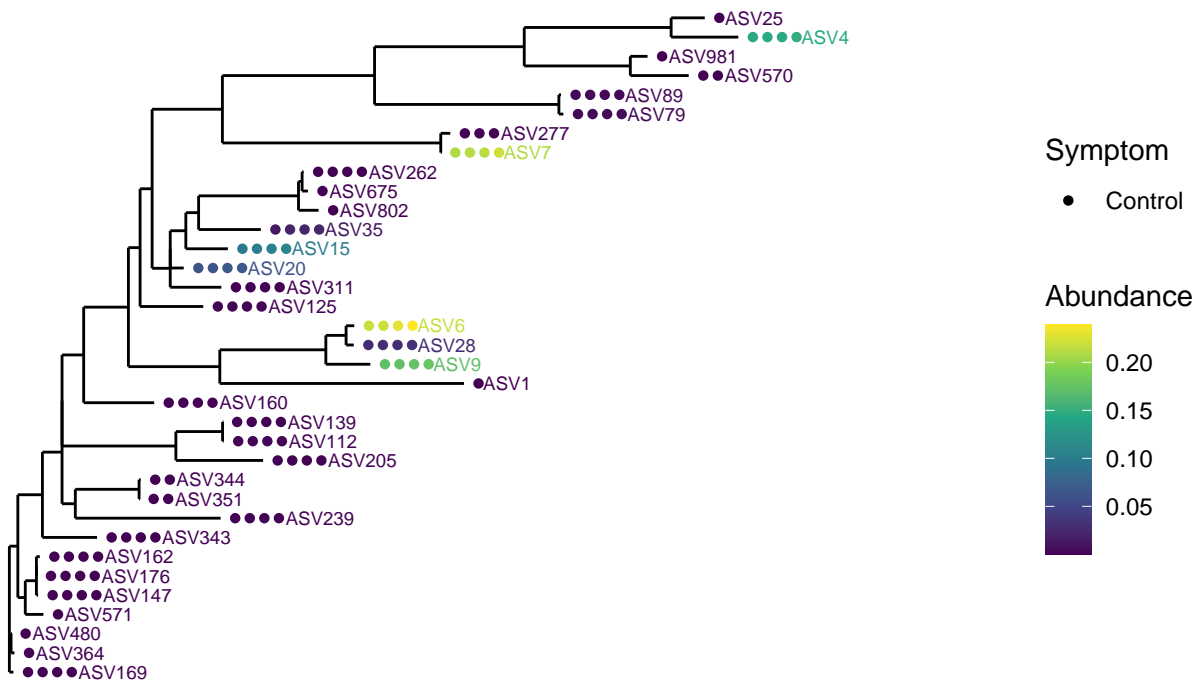 ASV25
ASV4
ASV981
ASV570
ASV89
ASV79
ASV277
ASV7
ASV262
ASV675
ASV802
ASV35
ASV15
ASV20
ASV311
ASV125
ASV6
ASV28
ASV9
ASV1
ASV160
ASV139
ASV112
ASV205
ASV344
ASV351
ASV239
ASV343
ASV162
ASV176
ASV147
ASV571
ASV480
ASV364
ASV169
Symptom
Control
Abundance
0.20
0.15
0.10
0.05